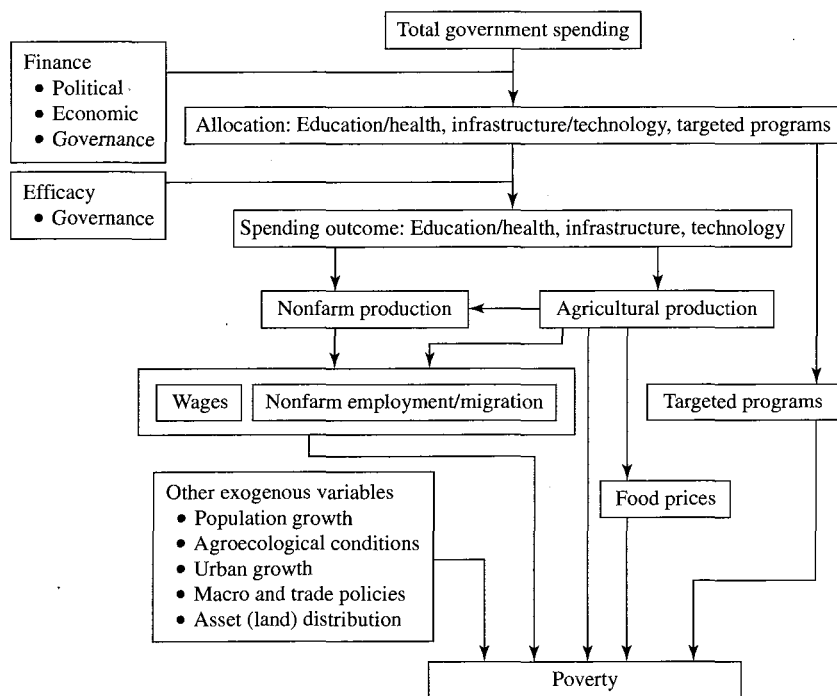 Total government spending
Finance
• Political
• Economic
• Governance
Allocation: Education/health, infrastructure/technology, targeted programs
Efficacy
• Governance
Spending outcome: Education/health, infrastructure, technology
Nonfarm production
Agricultural production
Wages
Nonfarm employment/migration
Targeted programs
Other exogenous variables
• Population growth
• Agroecological conditions
• Urban growth
• Macro and trade policies
• Asset (land) distribution
Food prices
Poverty